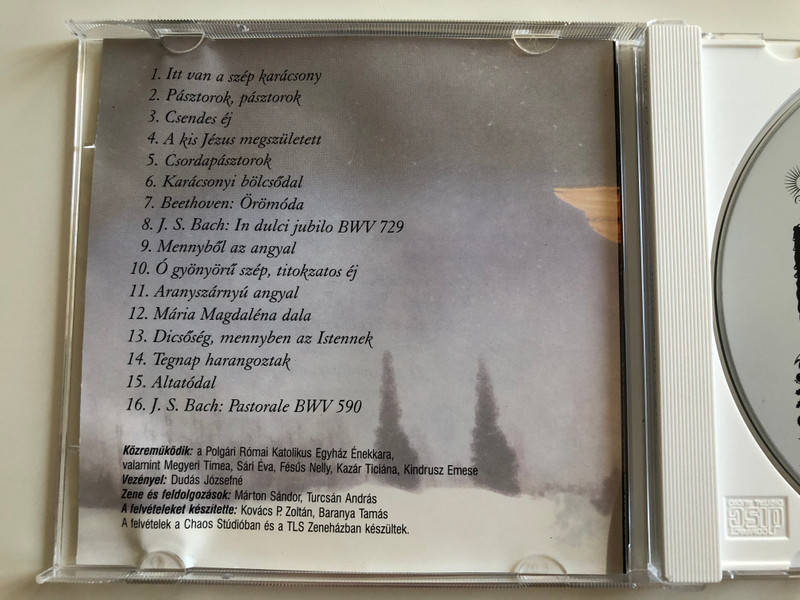 1. Itt van a szép karácsony
2. Pásztorok, pásztorok
3. Csendes éj
4. A kis Jézus megszületett
5. Csordapásztorok
6. Karácsonyi bölcsődal
7. Beethoven: Örömóda
8. J. S. Bach: In dulci jubilo BWV 729
9. Mennyből az angyal
10. Ó gyönyörű szép, titokzatos éj
11. Aranyszárnyú angyal
12. Mária Magdaléna dala
13. Dicsőség, mennyben az Istennek
14. Tegnap harangoztak
15. Altatódal
16. J. S. Bach: Pastorale BWV 590
Közreműködik: a Polgári Római Katolikus Egyház Énekkara,
valamint Megyeri Tímea, Sári Éva, Fésűs Nelly, Kazár Ticiána, Kindrusz Emese
Vezényel: Dudás Józsefné
Zene és feldolgozások: Márton Sándor, Turcsán András
A felvételeket készítette: Kovács P. Zoltán, Baranya Tamás
A felvételek a Chaos Stúdióban és a TLS Zeneházban készültek.
COMPACT
disc
DIGITAL AUDIO